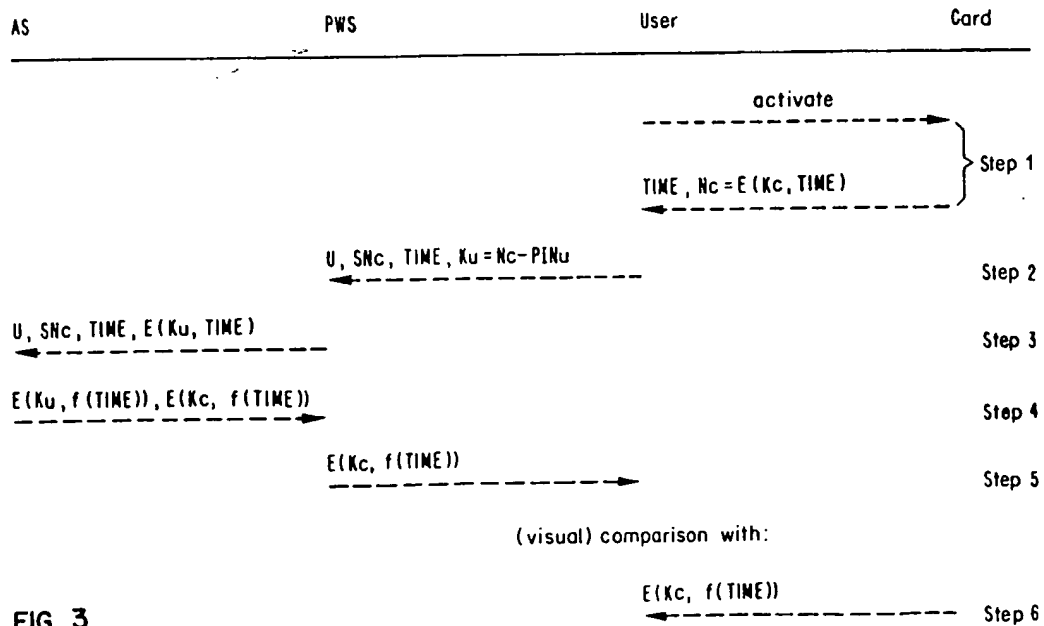 AS PWS User Card
activate
Step 1
TIME, Nc=E(Kc,TIME)
U, SNc, TIME, Ku=Nc-PINu
Step 2
U, SNc, TIME, E(Ku,TIME)
Step 3
E(Ku,f(TIME)),E(Kc, f(TIME))
Step 4
E(Kc, f(TIME))
Step 5
(visual) comparison with:
E(Kc, f(TIME))
Step 6
FIG. 3